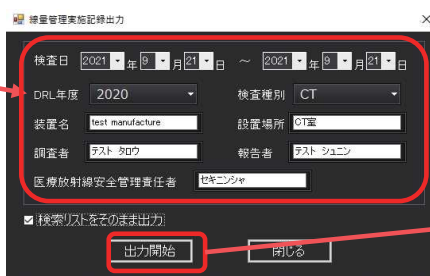 線量管理実施記録出力
検査日 2021 年 9 月 21 日 ～ 2021 年 9 月 21 日
DRL年度 2020 検査種別 CT
装置名 test manufacture 設置場所 CT室
調査者 テスト タロウ 報告者 テスト シュニン
医療放射線安全管理責任者 セキニンシャ
検索リストをそのまま出力
出力開始 閉じる